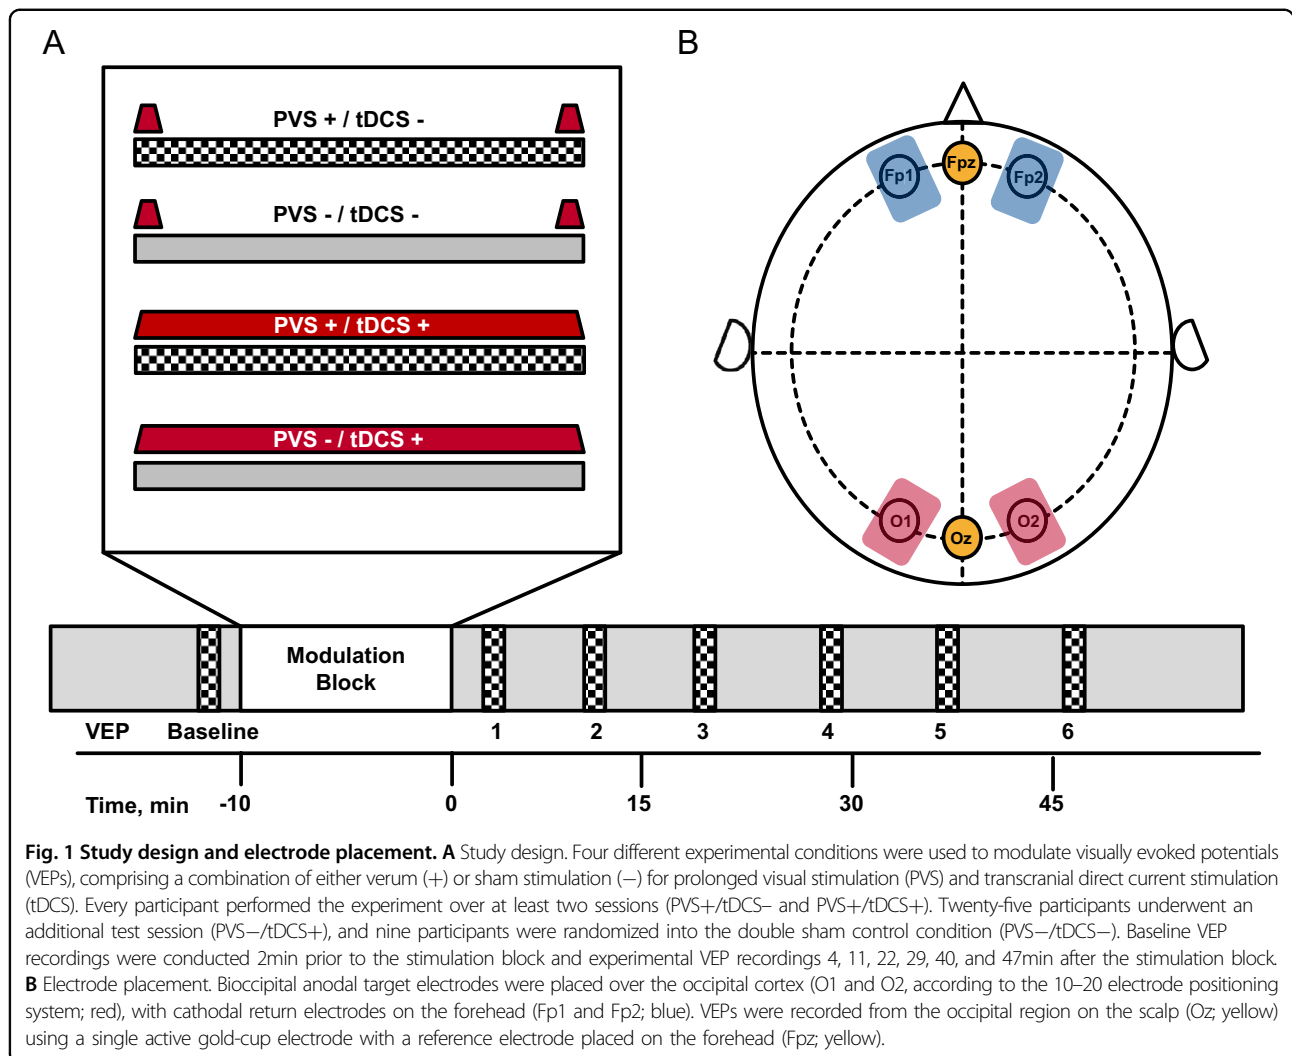 A
B
PVS + / tDCS -
PVS - / tDCS -
PVS + / tDCS +
PVS - / tDCS +
Fp1
Fpz
Fp2
O1
Oz
O2
Modulation
Block
VEP Baseline 1 2 3 4 5 6
Time, min -10 0 15 30 45
Fig. 1 Study design and electrode placement. A Study design. Four different experimental conditions were used to modulate visually evoked potentials
(VEPs), comprising a combination of either verum (+) or sham stimulation (−) for prolonged visual stimulation (PVS) and transcranial direct current stimulation
(tDCS). Every participant performed the experiment over at least two sessions (PVS+/tDCS− and PVS+/tDCS+). Twenty-five participants underwent an
additional test session (PVS−/tDCS+), and nine participants were randomized into the double sham control condition (PVS−/tDCS−). Baseline VEP
recordings were conducted 2min prior to the stimulation block and experimental VEP recordings 4, 11, 22, 29, 40, and 47min after the stimulation block.
B Electrode placement. Bioccipital anodal target electrodes were placed over the occipital cortex (O1 and O2, according to the 10–20 electrode positioning
system; red), with cathodal return electrodes on the forehead (Fp1 and Fp2; blue). VEPs were recorded from the occipital region on the scalp (Oz; yellow)
using a single active gold-cup electrode with a reference electrode placed on the forehead (Fpz; yellow).